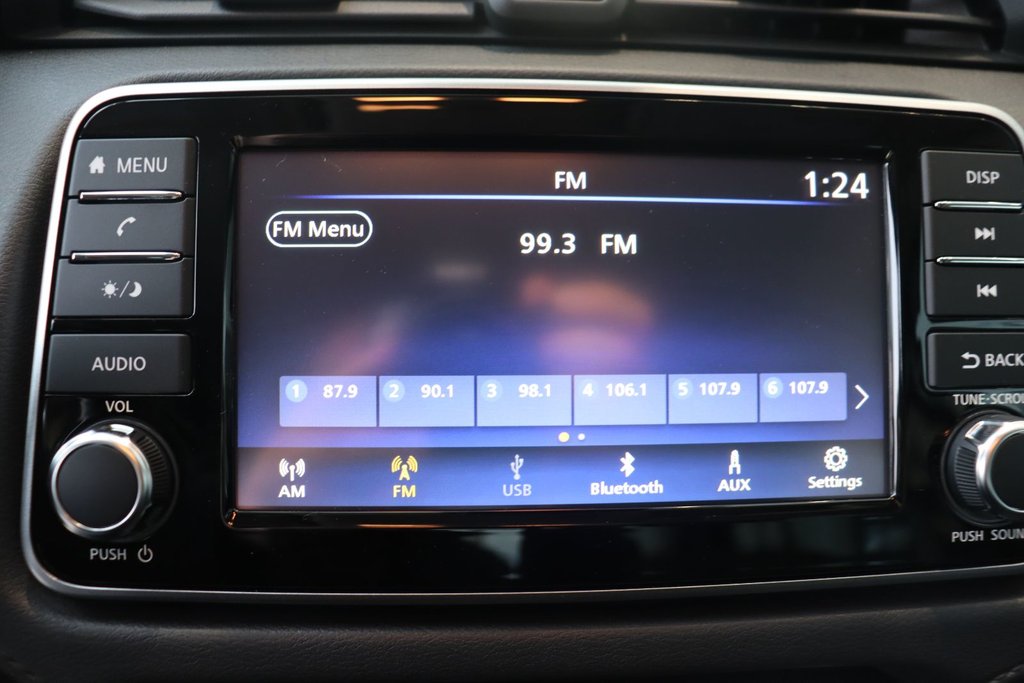 MENU
AUDIO
VOL
PUSH
FM
1:24
FM Menu
99.3 FM
1 87.9
2 90.1
3 98.1
4 106.1
5 107.9
6 107.9
AM
FM
USB
Bluetooth
AUX
Settings
DISP
BACK
TUNE-SCROL
PUSH SOUN